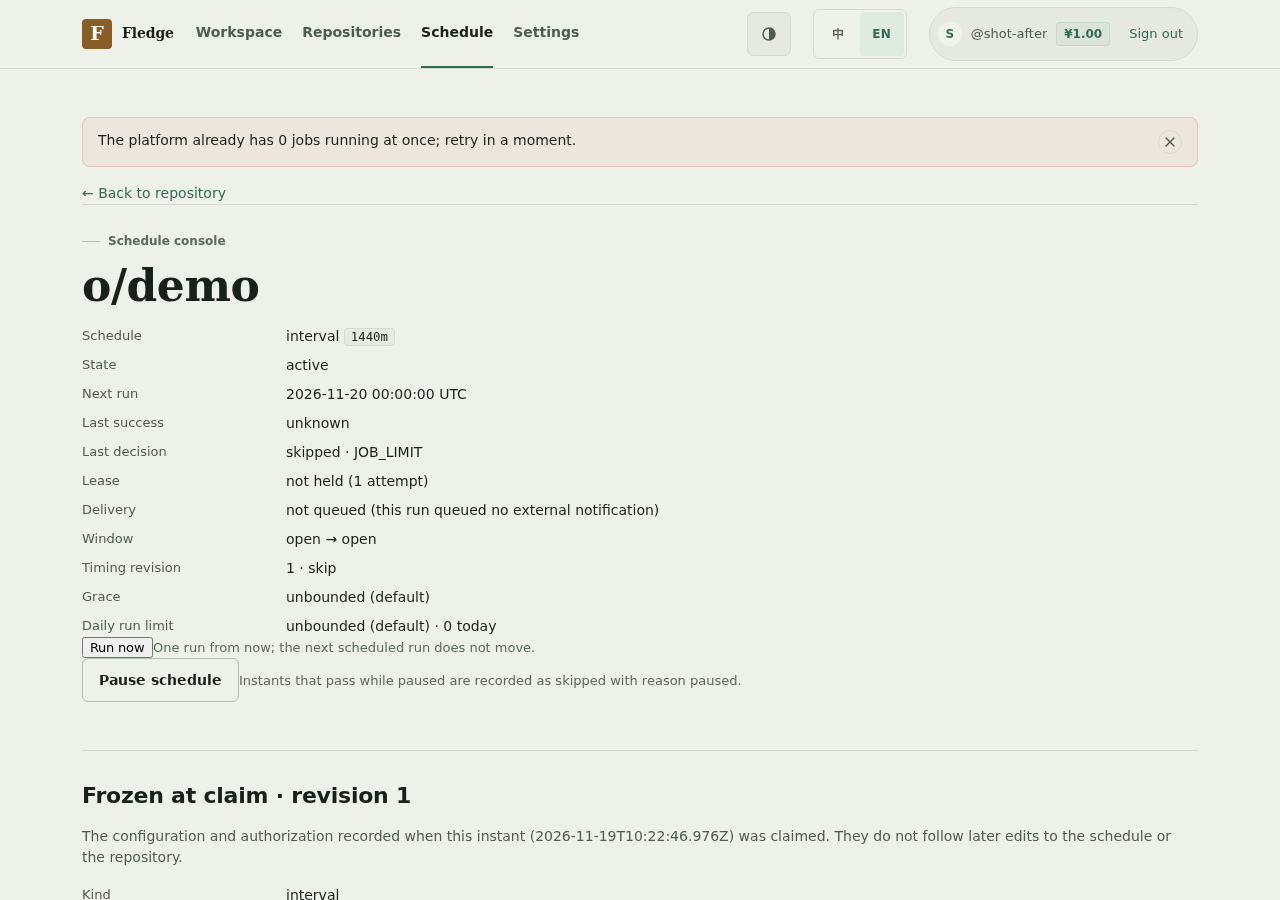 F Fledge Workspace Repositories Schedule Settings 中 EN S @shot-after ¥1.00 Sign out
The platform already has 0 jobs running at once; retry in a moment.
← Back to repository
Schedule console
o/demo
Schedule interval 1440m
State active
Next run 2026-11-20 00:00:00 UTC
Last success unknown
Last decision skipped · JOB_LIMIT
Lease not held (1 attempt)
Delivery not queued (this run queued no external notification)
Window open → open
Timing revision 1 · skip
Grace unbounded (default)
Daily run limit unbounded (default) · 0 today
Run now One run from now; the next scheduled run does not move.
Pause schedule Instants that pass while paused are recorded as skipped with reason paused.
Frozen at claim · revision 1
The configuration and authorization recorded when this instant (2026-11-19T10:22:46.976Z) was claimed. They do not follow later edits to the schedule or
the repository.
Kind interval